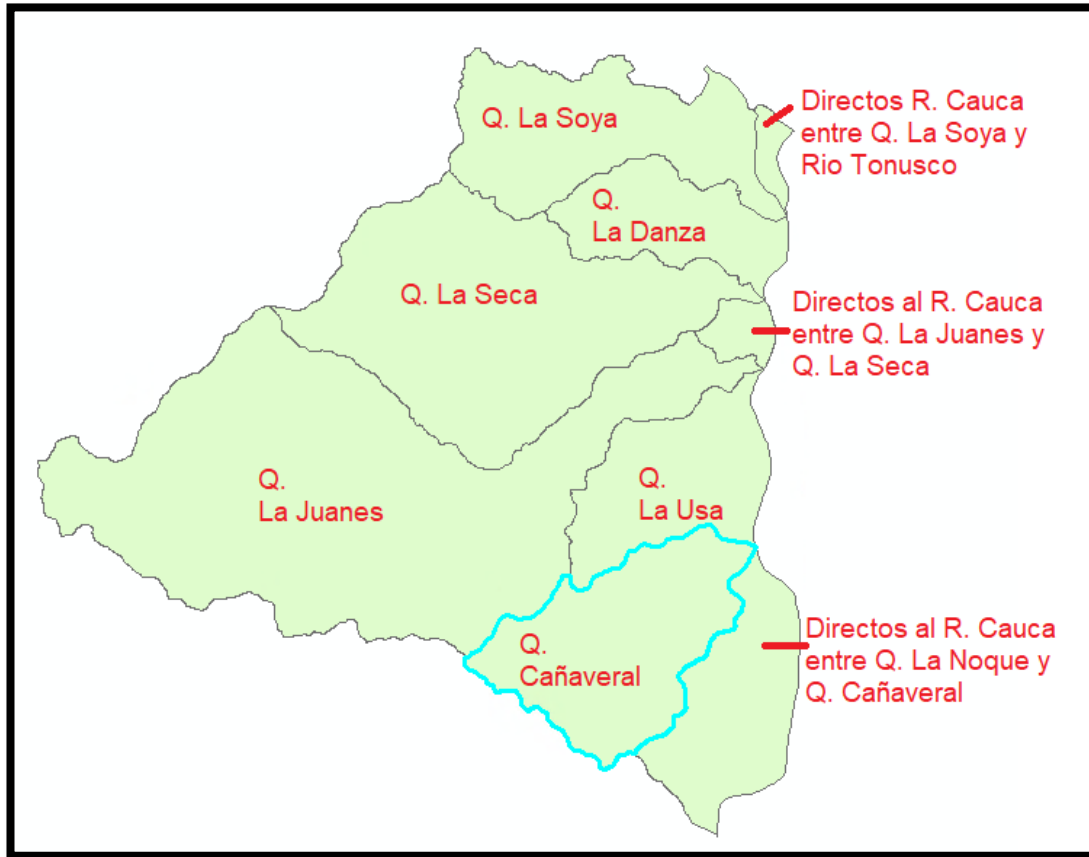 Q. La Soya
Directos R. Cauca
entre Q. La Soya y
Rio Tonusco
Q.
La Danza
Q. La Seca
Directos al R. Cauca
entre Q. La Juanes y
Q. La Seca
Q.
La Juanes
Q.
La Usa
Q.
Cañaveral
Directos al R. Cauca
entre Q. La Noque y
Q. Cañaveral